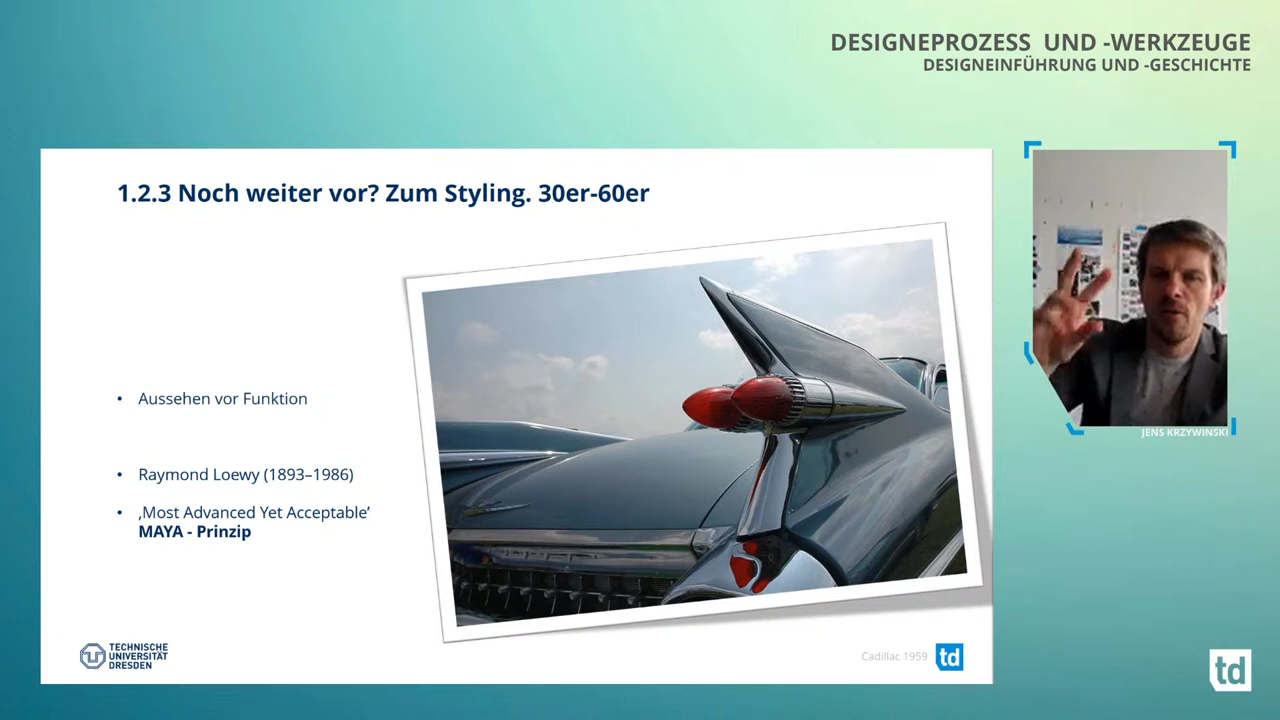 DESIGNEPROZESS UND -WERKZEUGE
DESIGNEINFÜHRUNG UND -GESCHICHTE
1.2.3 Noch weiter vor? Zum Styling. 30er-60er
• Aussehen vor Funktion
• Raymond Loewy (1893–1986)
• ‚Most Advanced Yet Acceptable’
MAYA - Prinzip
JENS KRZYWINSKI
TECHNISCHE
UNIVERSITÄT
DRESDEN
Cadillac 1959
td
td